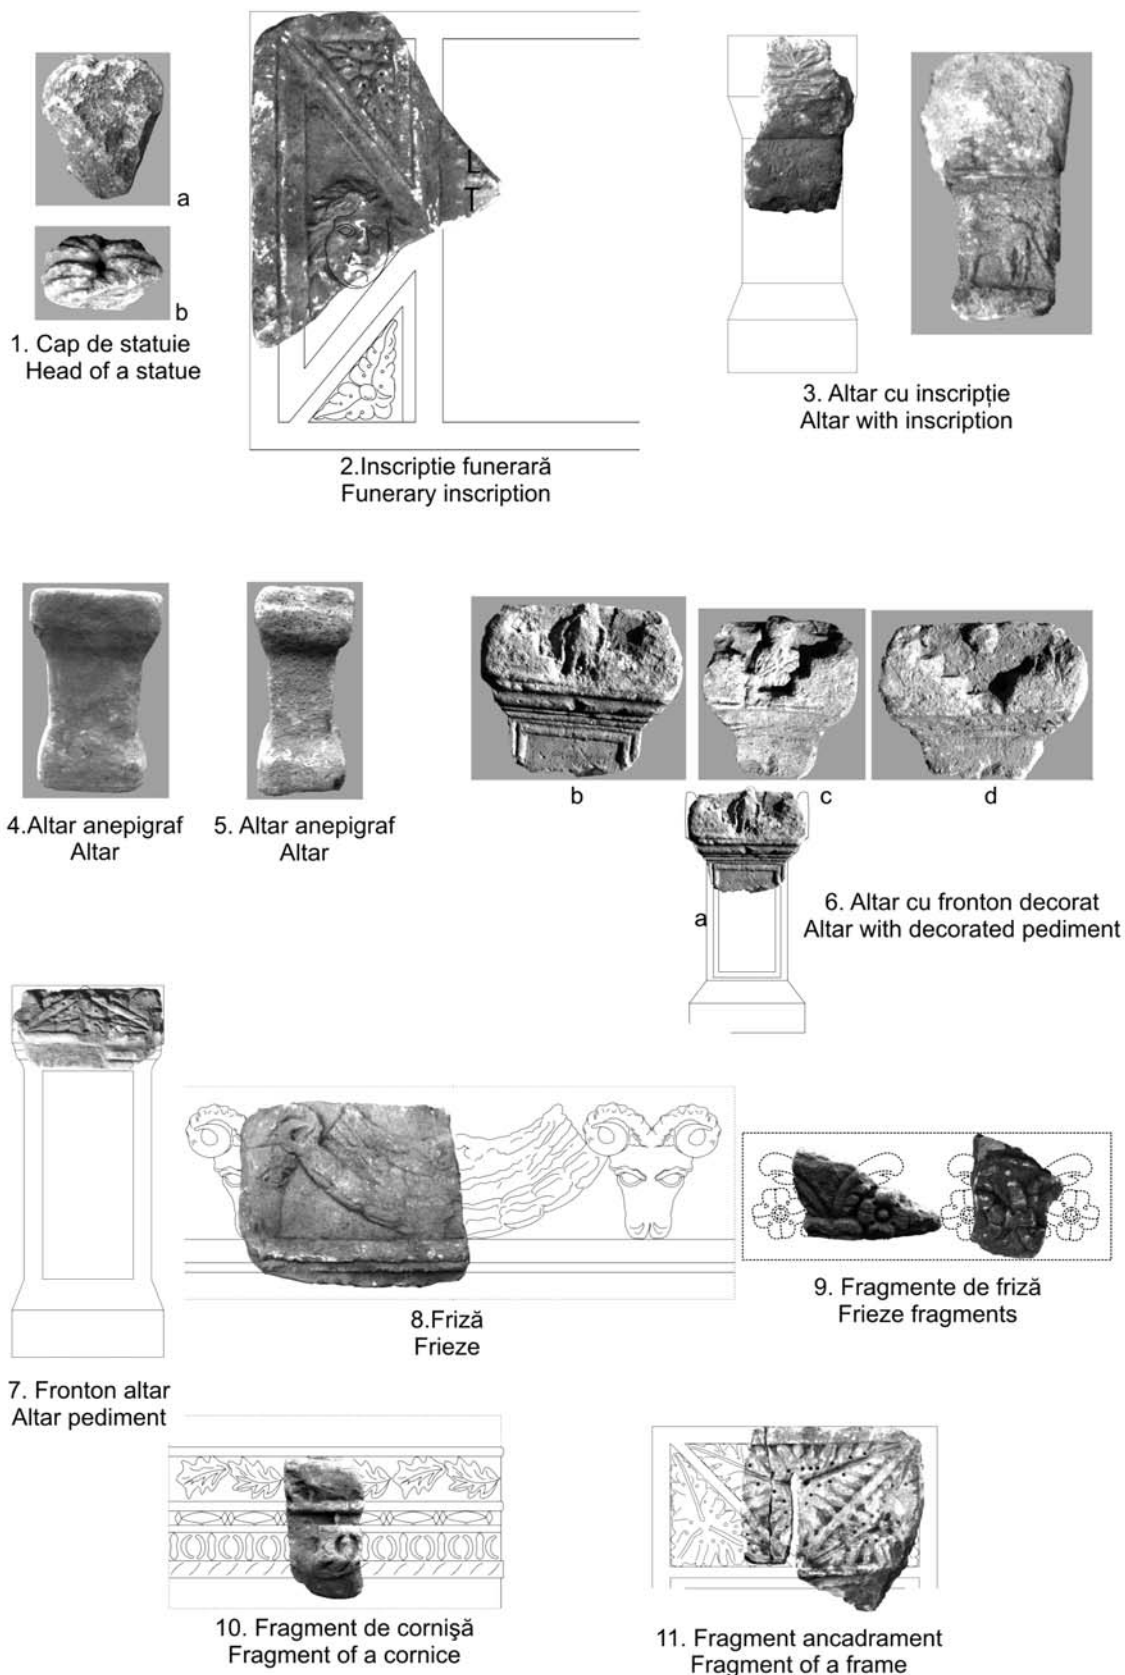 a
b
1. Cap de statuie
Head of a statue
L
T
2.Inscriptie funerară
Funerary inscription
3. Altar cu inscripție
Altar with inscription
4.Altar anepigraf
Altar
5. Altar anepigraf
Altar
b
c
d
a
6. Altar cu fronton decorat
Altar with decorated pediment
7. Fronton altar
Altar pediment
8.Friză
Frieze
9. Fragmente de friză
Frieze fragments
10. Fragment de cornişă
Fragment of a cornice
11. Fragment ancadrament
Fragment of a frame